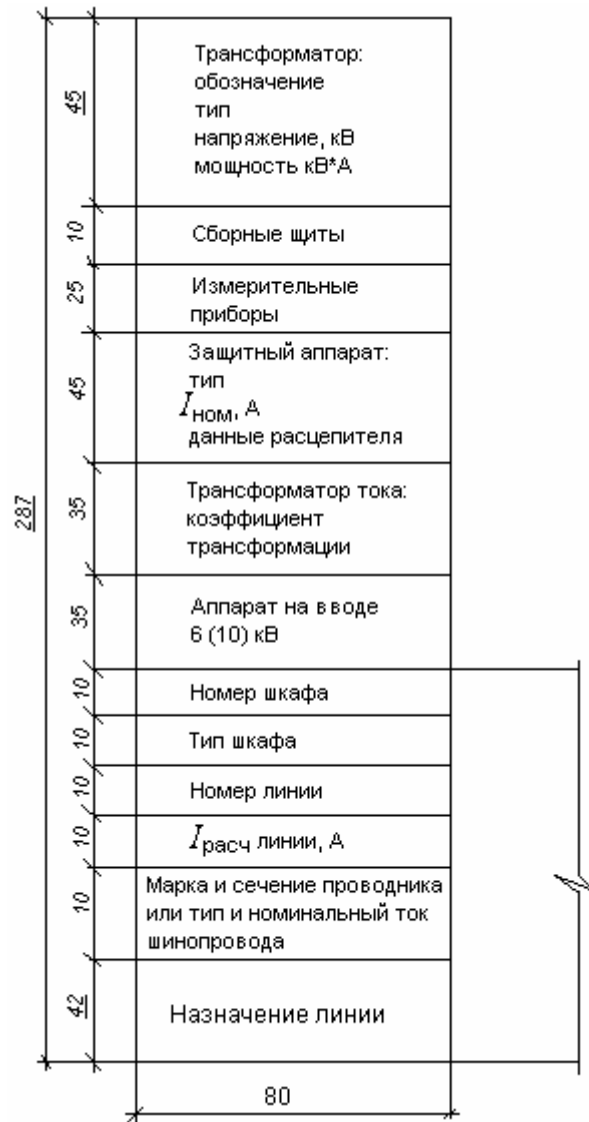 287
45
Трансформатор:
обозначение
тип
напряжение, кВ
мощность кВ*А
10
Сборные щиты
25
Измерительные
приборы
45
Защитный аппарат:
тип
Iном, А
данные расцепителя
35
Трансформатор тока:
коэффициент
трансформации
35
Аппарат на вводе
6 (10) кВ
10
Номер шкафа
10
Тип шкафа
10
Номер линии
10
Iрасч линии, А
10
Марка и сечение проводника
или тип и номинальный ток
шинопровода
42
Назначение линии
80